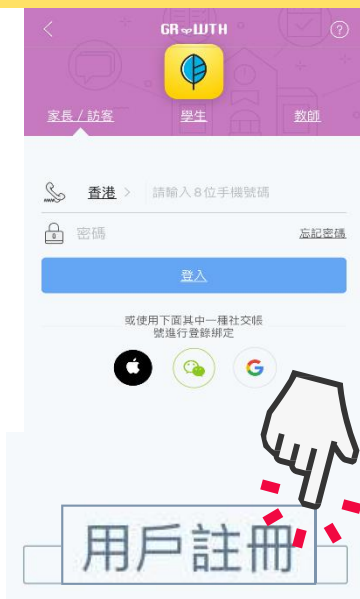 GROWTH
家長 / 訪客
學生
教師
香港 > 請輸入8位手機號碼
密碼
忘記密碼
登入
或使用下面其中一種社交帳
號進行登錄綁定
用戶註冊